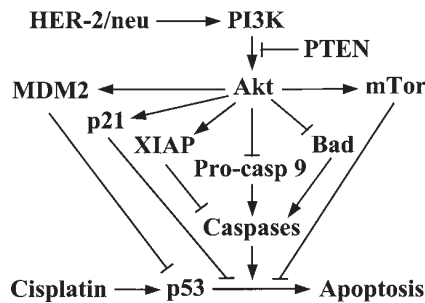 HER-2/neu PI3K
PTEN
MDM2 Akt mTor
p21
XIAP Bad
Pro-casp 9
Caspases
Cisplatin p53 Apoptosis